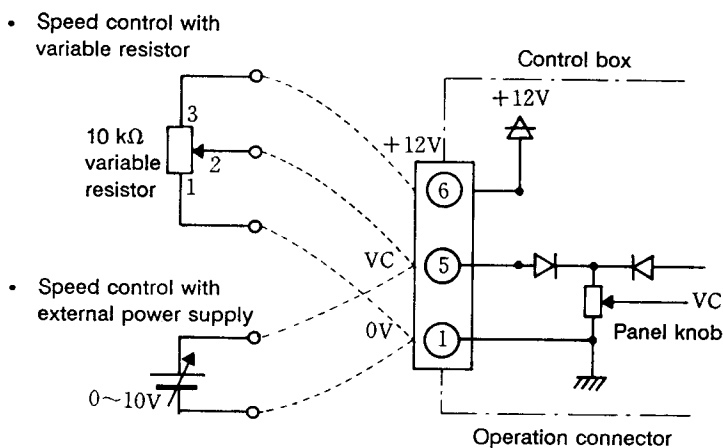 • Speed control with
variable resistor
Control box
+12V
3
10 kΩ
variable
resistor
2
1
+12V
6
VC
5
• Speed control with
external power supply
VC
Panel knob
0V
1
0~10V
Operation connector